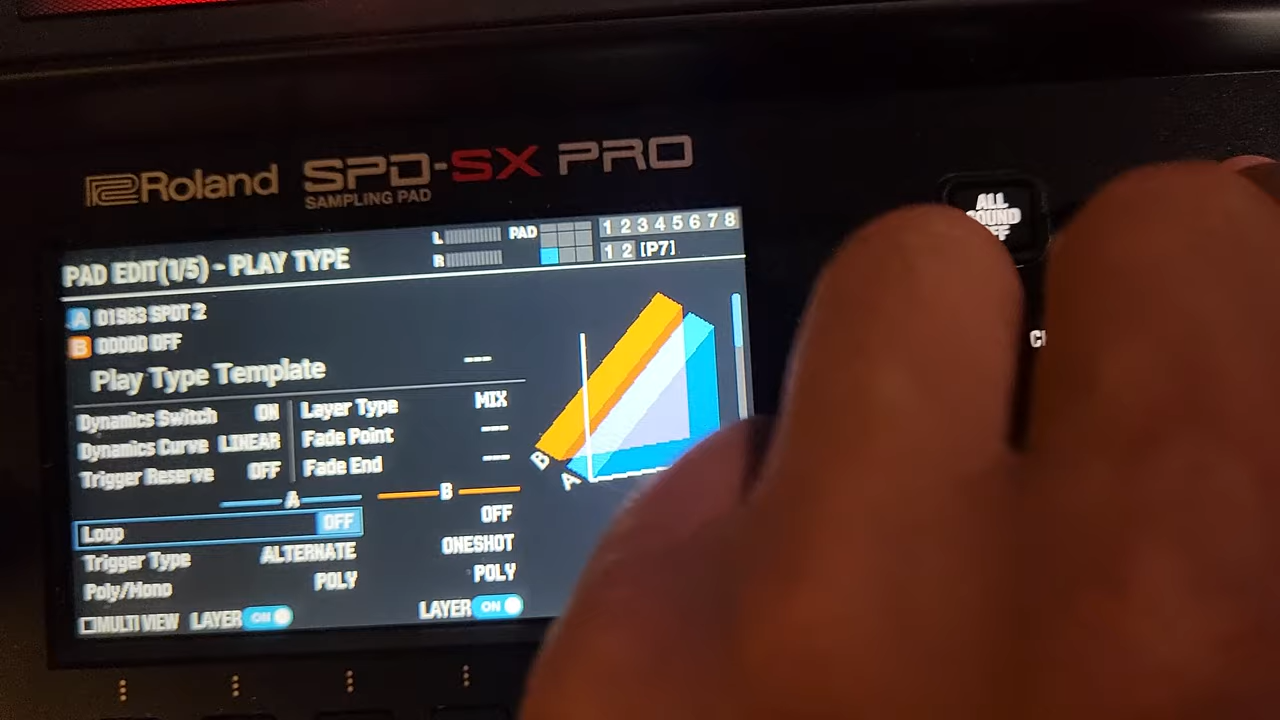 Roland SPD-SX PRO
SAMPLING PAD
PAD EDIT(1/5) - PLAY TYPE
L
R
PAD
1 2 3 4 5 6 7 8
1 2 [P7]
A 01983 SPOT 2
B 00000 OFF
Play Type Template ---
Dynamics Switch ON
Dynamics Curve LINEAR
Trigger Reserve OFF
Layer Type MIX
Fade Point ---
Fade End ---
B
A
A B
Loop OFF OFF
Trigger Type ALTERNATE ONESHOT
Poly/Mono POLY POLY
MULTI VIEW LAYER ON LAYER ON
ALL